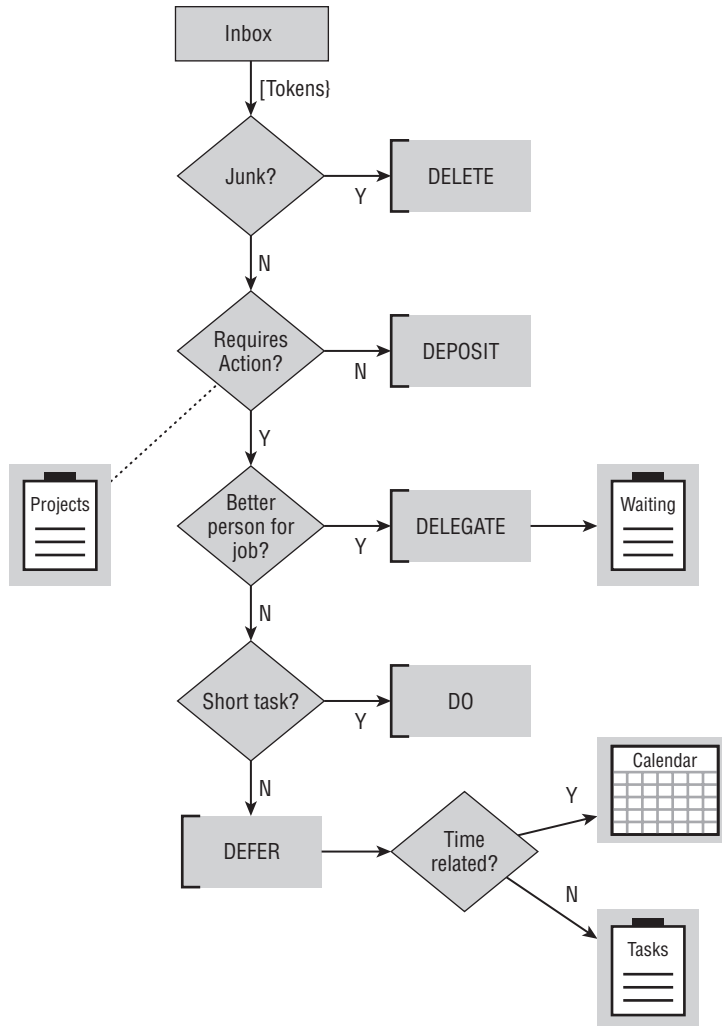 Inbox
[Tokens}
Junk?
Y
DELETE
N
Requires
Action?
N
DEPOSIT
Y
Projects
Better
person for
job?
Y
DELEGATE
Waiting
N
Short task?
Y
DO
N
Calendar
Y
DEFER
Time
related?
N
Tasks